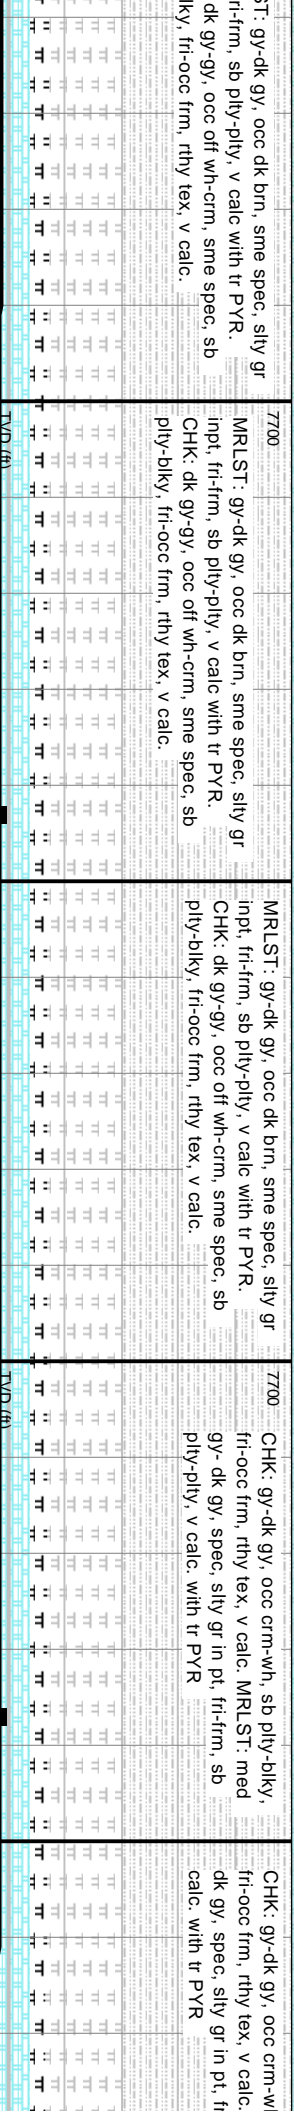 ST: gy-dk gy, occ dk brn, sme spec, slty gr
ri-frm, sb plty-plty, v calc with tr PYR.
dk gy-gy, occ off wh-crm, sme spec, sb
lky, fri-occ frm, rthy tex, v calc.
7700
MRLST: gy-dk gy, occ dk brn, sme spec, slty gr
inpt, fri-frm, sb plty-plty, v calc with tr PYR.
CHK: dk gy-gy, occ off wh-crm, sme spec, sb
plty-blky, fri-occ frm, rthy tex, v calc.
TVD (ft)
MRLST: gy-dk gy, occ dk brn, sme spec, slty gr
inpt, fri-frm, sb plty-plty, v calc with tr PYR.
CHK: dk gy-gy, occ off wh-crm, sme spec, sb
plty-blky, fri-occ frm, rthy tex, v calc.
7700
CHK: gy-dk gy, occ crm-wh, sb plty-blky,
fri-occ frm, rthy tex, v calc. MRLST: med
gy- dk gy, spec, slty gr in pt, fri-frm, sb
plty-plty, v calc. with tr PYR
TVD (ft)
CHK: gy-dk gy, occ crm-wh
fri-occ frm, rthy tex, v calc.
dk gy, spec, slty gr in pt, fr
calc. with tr PYR